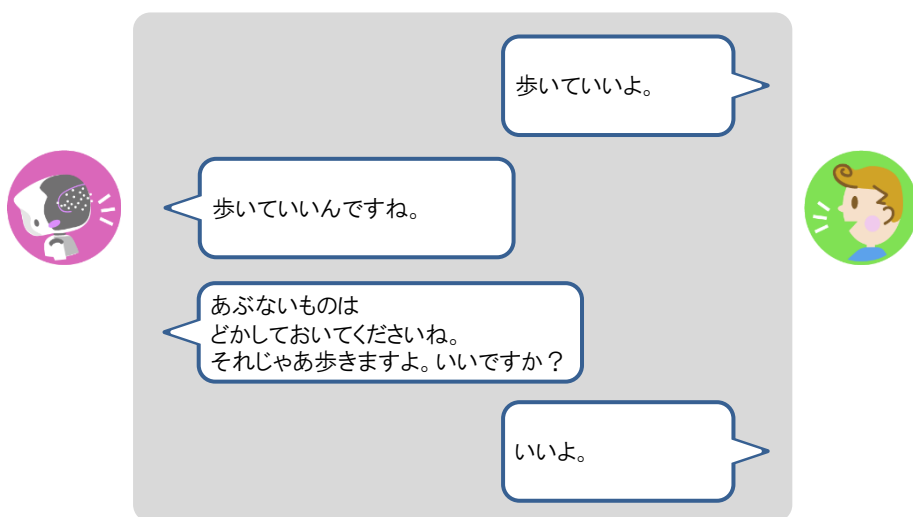 歩いていいよ。
歩いていいんですね。
あぶないものは
どかしておいてくださいね。
それじゃあ歩きますよ。いいですか？
いいよ。